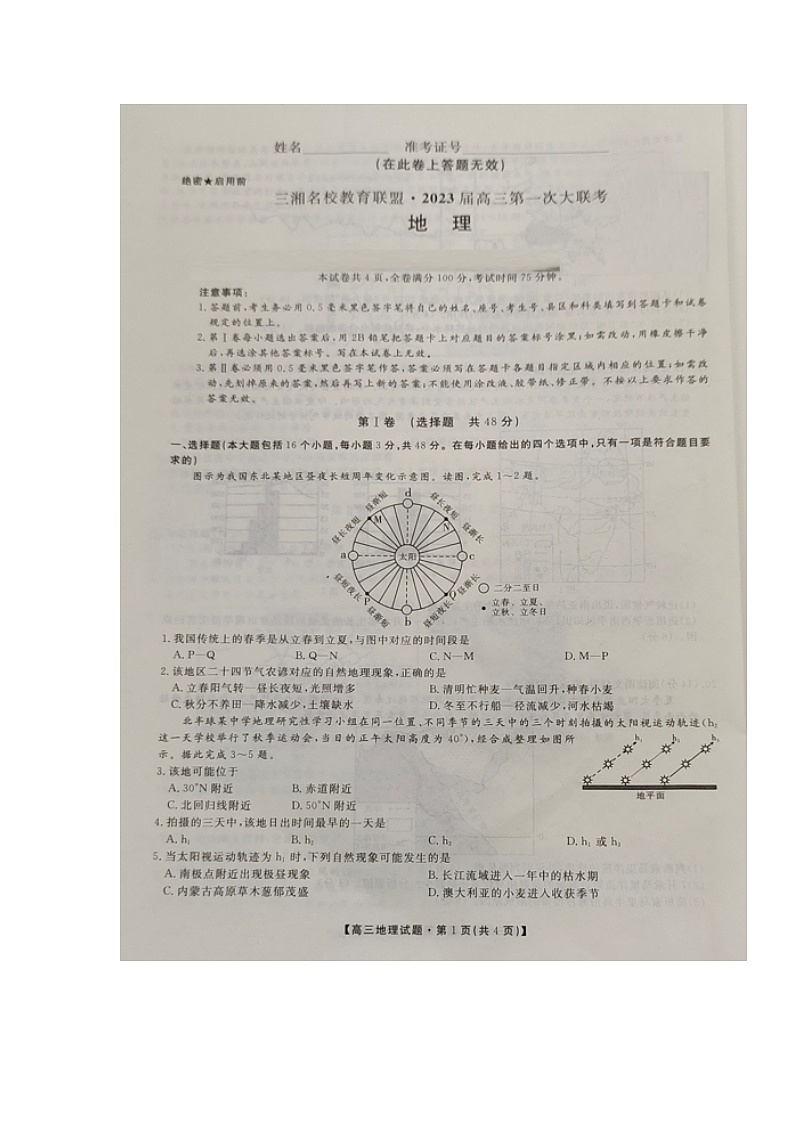 姓名 准考证号
(在此卷上答题无效)
绝密★启用前
三湘名校教育联盟·2023届高三第一次大联考
地 理
本试卷共4页,全卷满分100分,考试时间75分钟。
注意事项:
1.答题前,考生务必用0.5毫米黑色签字笔将自己的姓名、座号、考生号、县区和科类填写到答题卡和试卷
规定的位置上。
2.第Ⅰ卷每小题选出答案后,用2B铅笔把答题卡上对应题目的答案标号涂黑;如需改动,用橡皮擦干净
后,再选涂其他答案标号。写在本试卷上无效。
3.第Ⅱ卷必须用0.5毫米黑色签字笔作答,答案必须写在答题卡各题目指定区域内相应的位置;如需改
动,先划掉原来的答案,然后再写上新的答案;不能使用涂改液、胶带纸、修正带。不按以上要求作答的
答案无效。
第Ⅰ卷 (选择题 共48分)
一、选择题(本大题包括16个小题,每小题3分,共48分。在每小题给出的四个选项中,只有一项是符合题目要
求的)
图示为我国东北某地区昼夜长短周年变化示意图。读图,完成1~2题。
d
昼渐短
昼长夜短
M
昼长夜短
昼渐长
N
a
太阳
c
昼短夜长
昼渐短
P
昼渐长
昼短夜长
Q
b
二分二至日
立春、立夏、
立秋、立冬日
1.我国传统上的春季是从立春到立夏,与图中对应的时间段是
A.P—Q B.Q—N C.N—M D.M—P
2.该地区二十四节气农谚对应的自然地理现象,正确的是
A.立春阳气转—昼长夜短,光照增多 B.清明忙种麦—气温回升,种春小麦
C.秋分不养田—降水减少,土壤缺水 D.冬至不行船—径流减少,河水枯竭
北半球某中学地理研究性学习小组在同一位置、不同季节的三天中的三个时刻拍摄的太阳视运动轨迹(h₂
这一天学校举行了秋季运动会,当日的正午太阳高度为40°),经合成整理如图所
示。据此完成3~5题。
h₁ h₂ h₃
地平面
3.该地可能位于
A.30°N附近 B.赤道附近
C.北回归线附近 D.50°N附近
4.拍摄的三天中,该地日出时间最早的一天是
A.h₁ B.h₂ C.h₃ D.h₁或h₃
5.当太阳视运动轨迹为h₁时,下列自然现象可能发生的是
A.南极点附近出现极昼现象 B.长江流域进入一年中的枯水期
C.内蒙古高原草木葱郁茂盛 D.澳大利亚的小麦进入收获季节
【高三地理试题·第1页(共4页)】